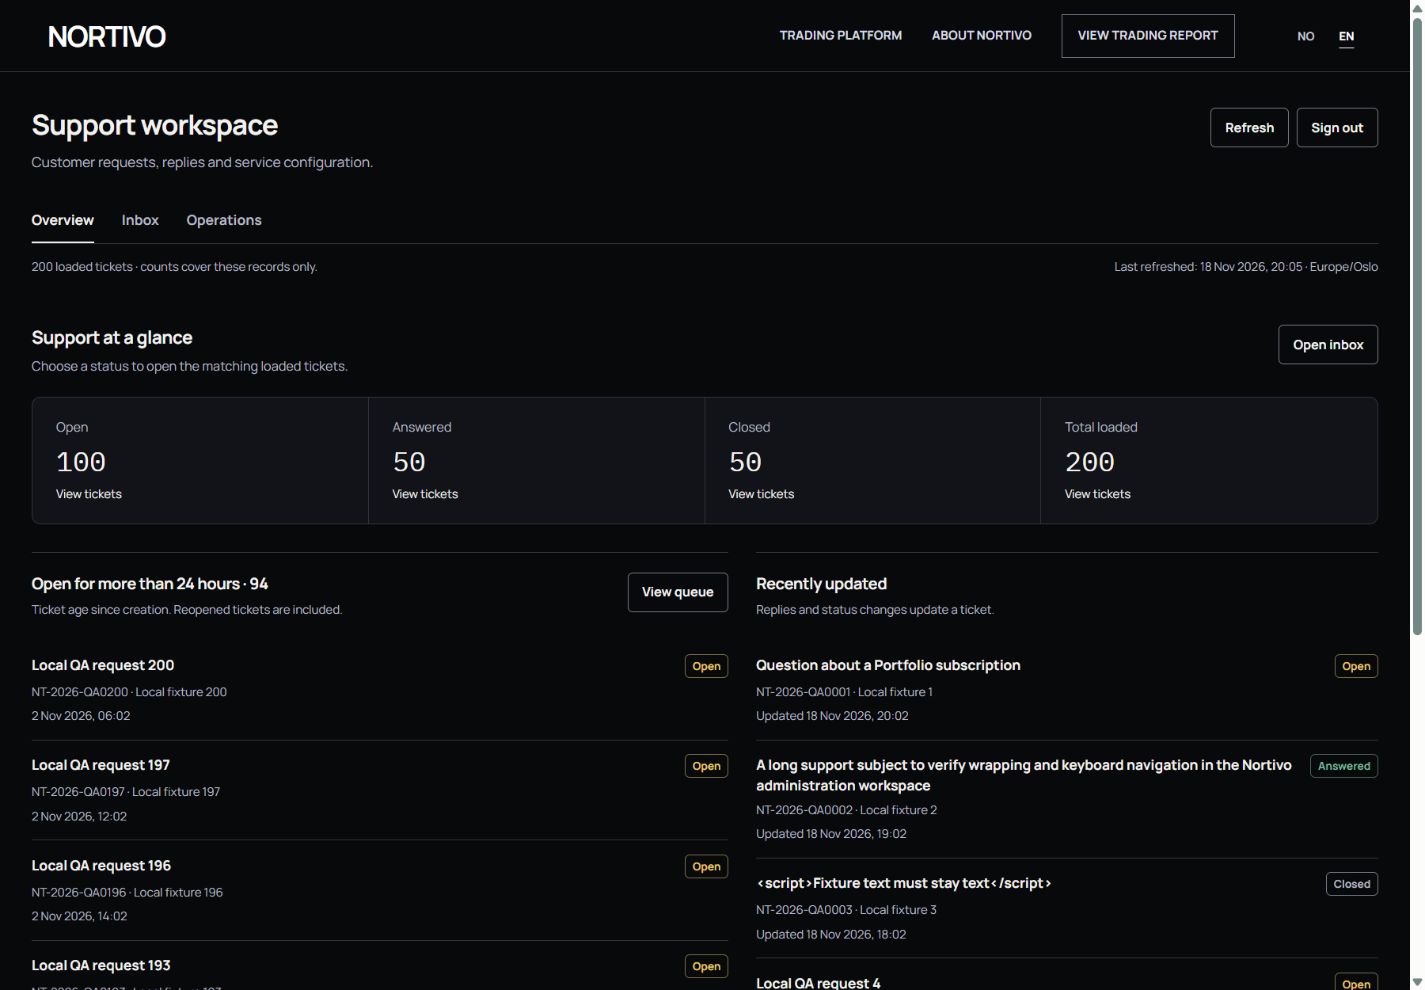 NORTIVO
TRADING PLATFORM
ABOUT NORTIVO
VIEW TRADING REPORT
NO
EN
Support workspace
Customer requests, replies and service configuration.
Refresh
Sign out
Overview
Inbox
Operations
200 loaded tickets · counts cover these records only.
Last refreshed: 18 Nov 2026, 20:05 · Europe/Oslo
Support at a glance
Choose a status to open the matching loaded tickets.
Open inbox
Open
100
View tickets
Answered
50
View tickets
Closed
50
View tickets
Total loaded
200
View tickets
Open for more than 24 hours · 94
Ticket age since creation. Reopened tickets are included.
View queue
Local QA request 200
Open
NT-2026-QA0200 · Local fixture 200
2 Nov 2026, 06:02
Local QA request 197
Open
NT-2026-QA0197 · Local fixture 197
2 Nov 2026, 12:02
Local QA request 196
Open
NT-2026-QA0196 · Local fixture 196
2 Nov 2026, 14:02
Local QA request 193
Open
Recently updated
Replies and status changes update a ticket.
Question about a Portfolio subscription
Open
NT-2026-QA0001 · Local fixture 1
Updated 18 Nov 2026, 20:02
A long support subject to verify wrapping and keyboard navigation in the Nortivo
administration workspace
Answered
NT-2026-QA0002 · Local fixture 2
Updated 18 Nov 2026, 19:02
<script>Fixture text must stay text</script>
Closed
NT-2026-QA0003 · Local fixture 3
Updated 18 Nov 2026, 18:02
Local QA request 4
Open